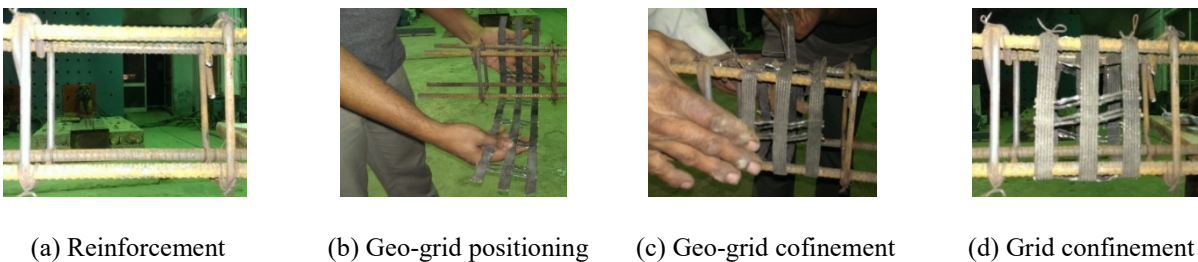 (a) Reinforcement
(b) Geo-grid positioning
(c) Geo-grid cofinement
(d) Grid confinement